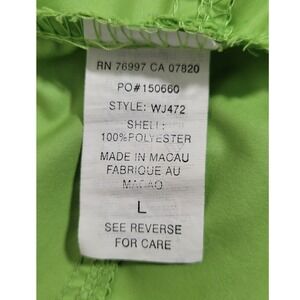 RN 76997 CA 07820
PO#150660
STYLE: WJ472
SHELL:
100%POLYESTER
MADE IN MACAU
FABRIQUE AU
MACAO
L
SEE REVERSE
FOR CARE